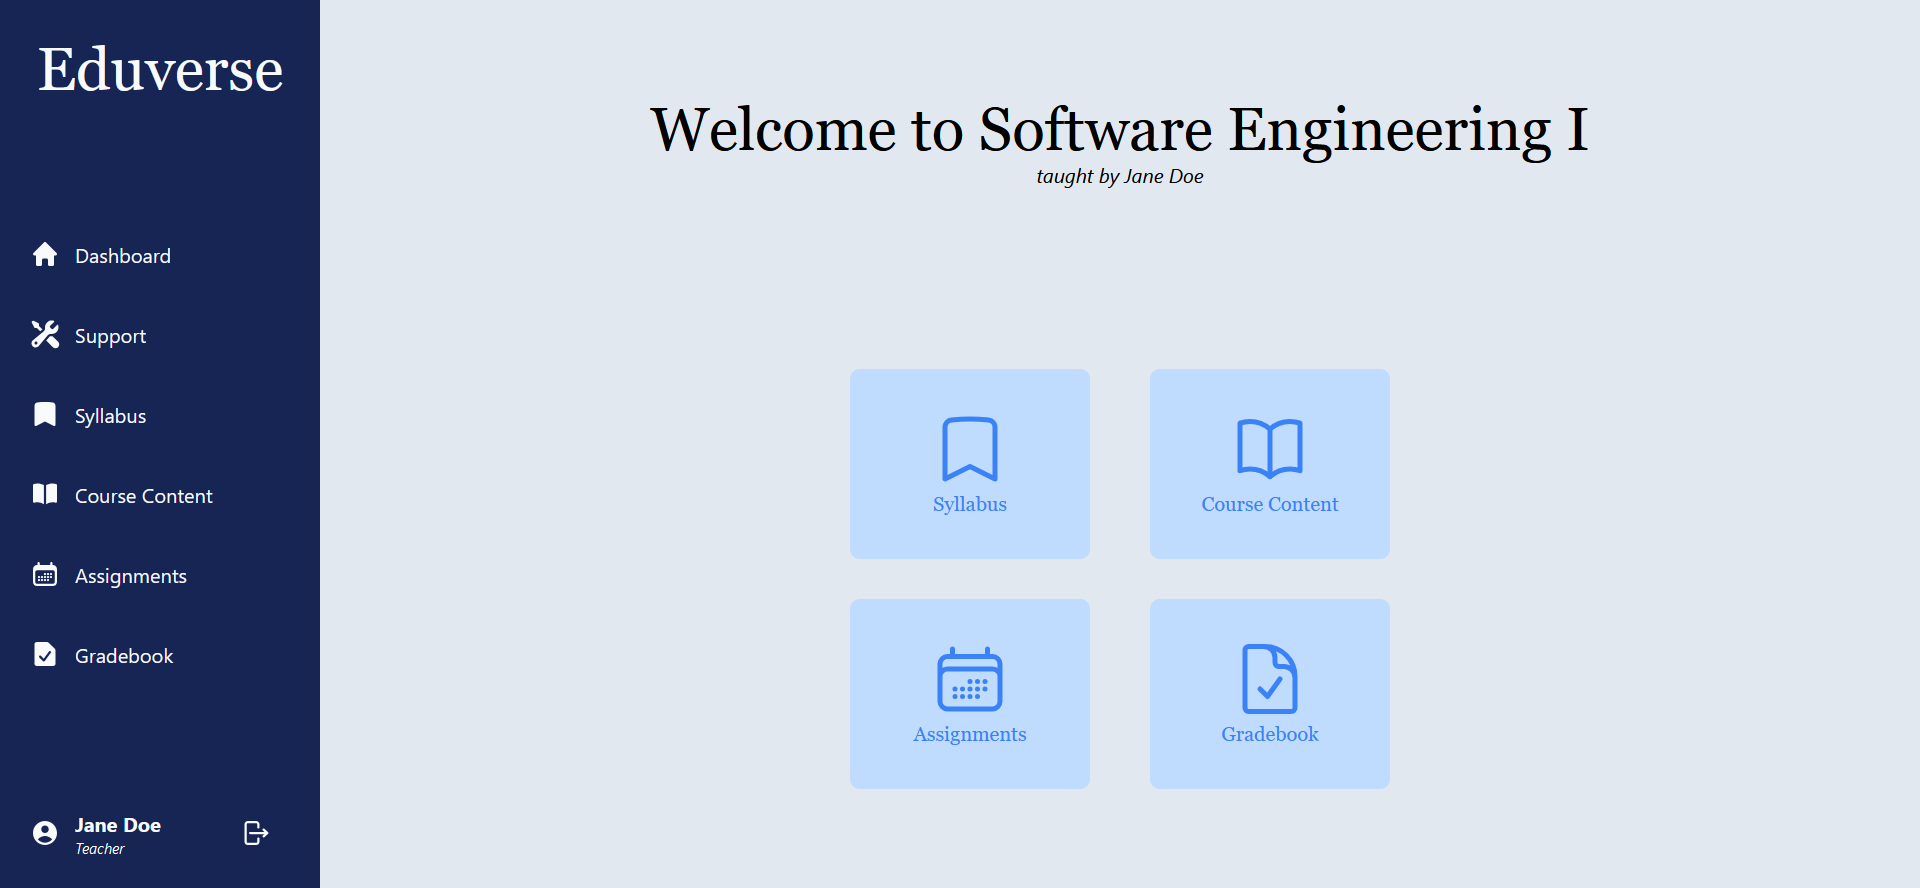 Eduverse
Dashboard
Support
Syllabus
Course Content
Assignments
Gradebook
Jane Doe
Teacher
Welcome to Software Engineering I
taught by Jane Doe
Syllabus
Course Content
Assignments
Gradebook